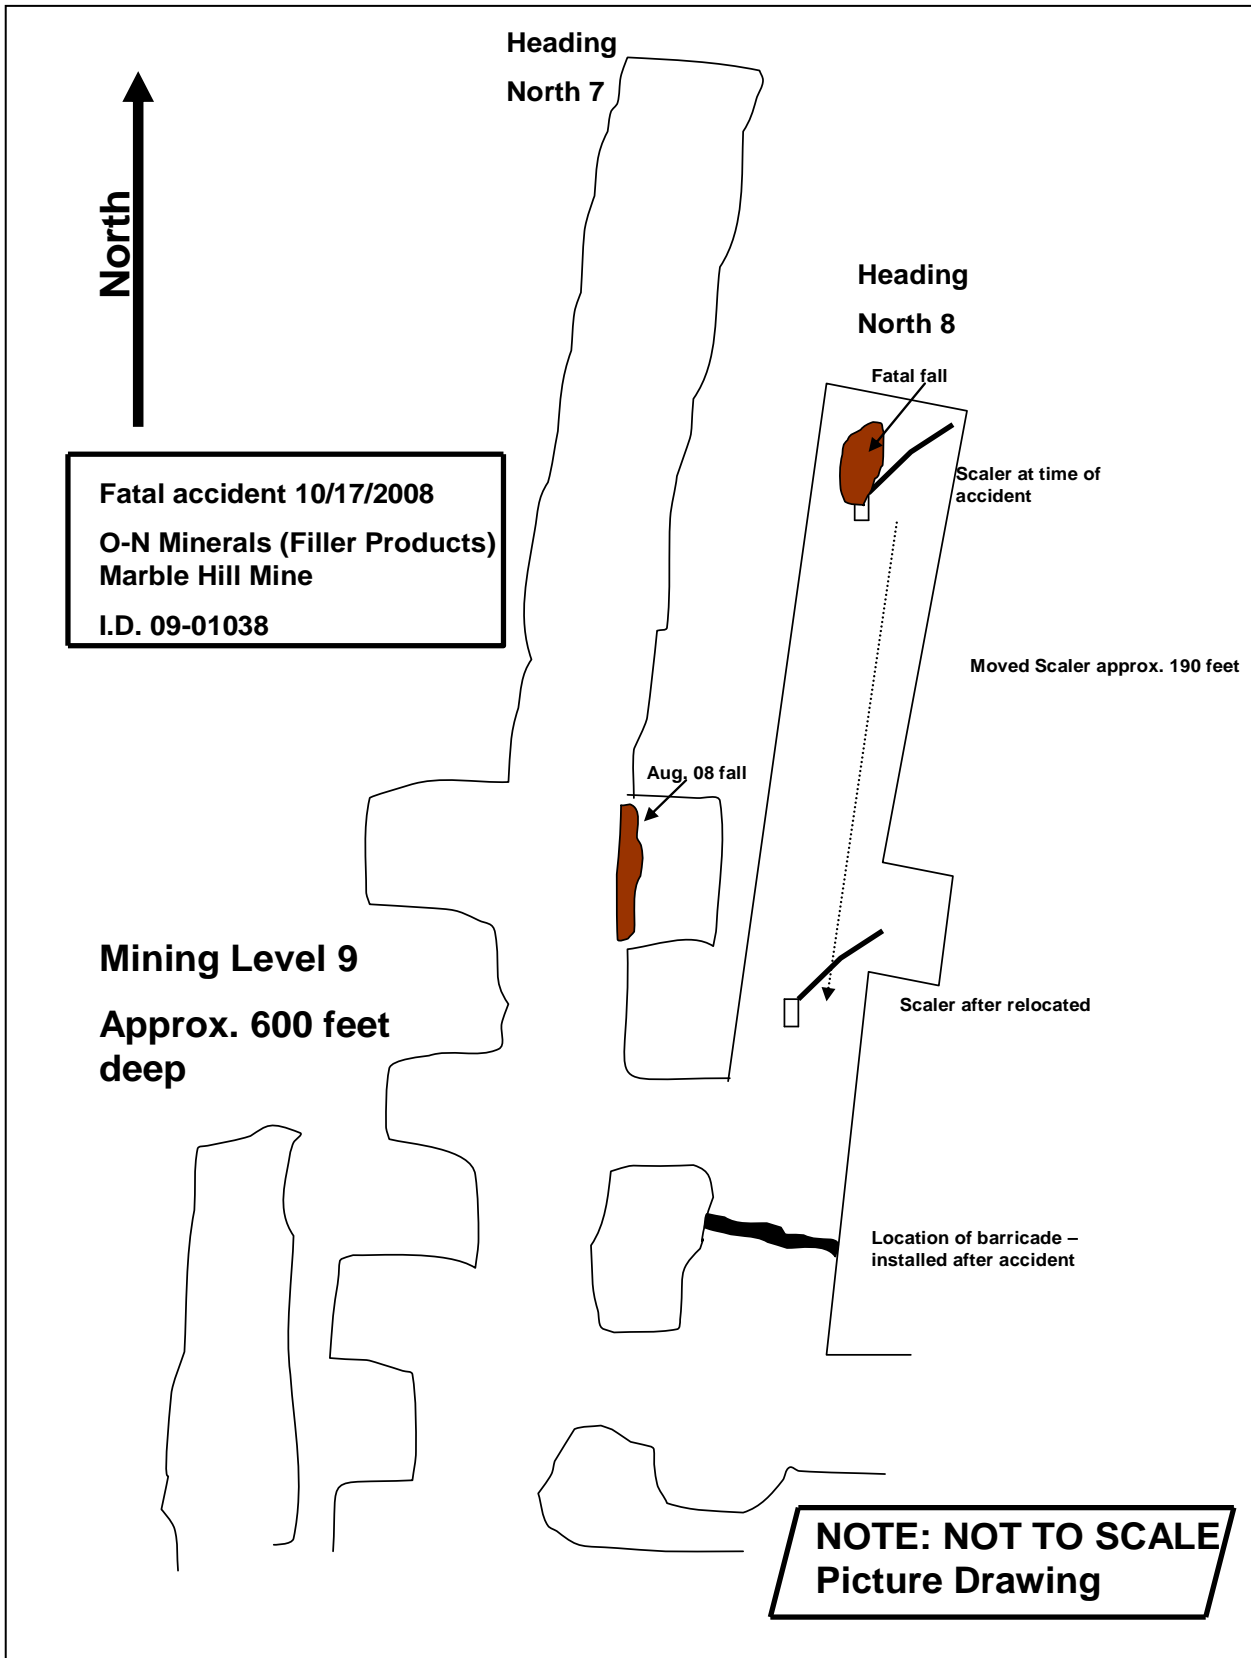 Heading
North 7
North
Heading
North 8
Fatal fall
Scaler at time of
accident
Fatal accident 10/17/2008
O-N Minerals (Filler Products)
Marble Hill Mine
I.D. 09-01038
Moved Scaler approx. 190 feet
Aug. 08 fall
Mining Level 9
Approx. 600 feet
deep
Scaler after relocated
Location of barricade –
installed after accident
NOTE: NOT TO SCALE
Picture Drawing